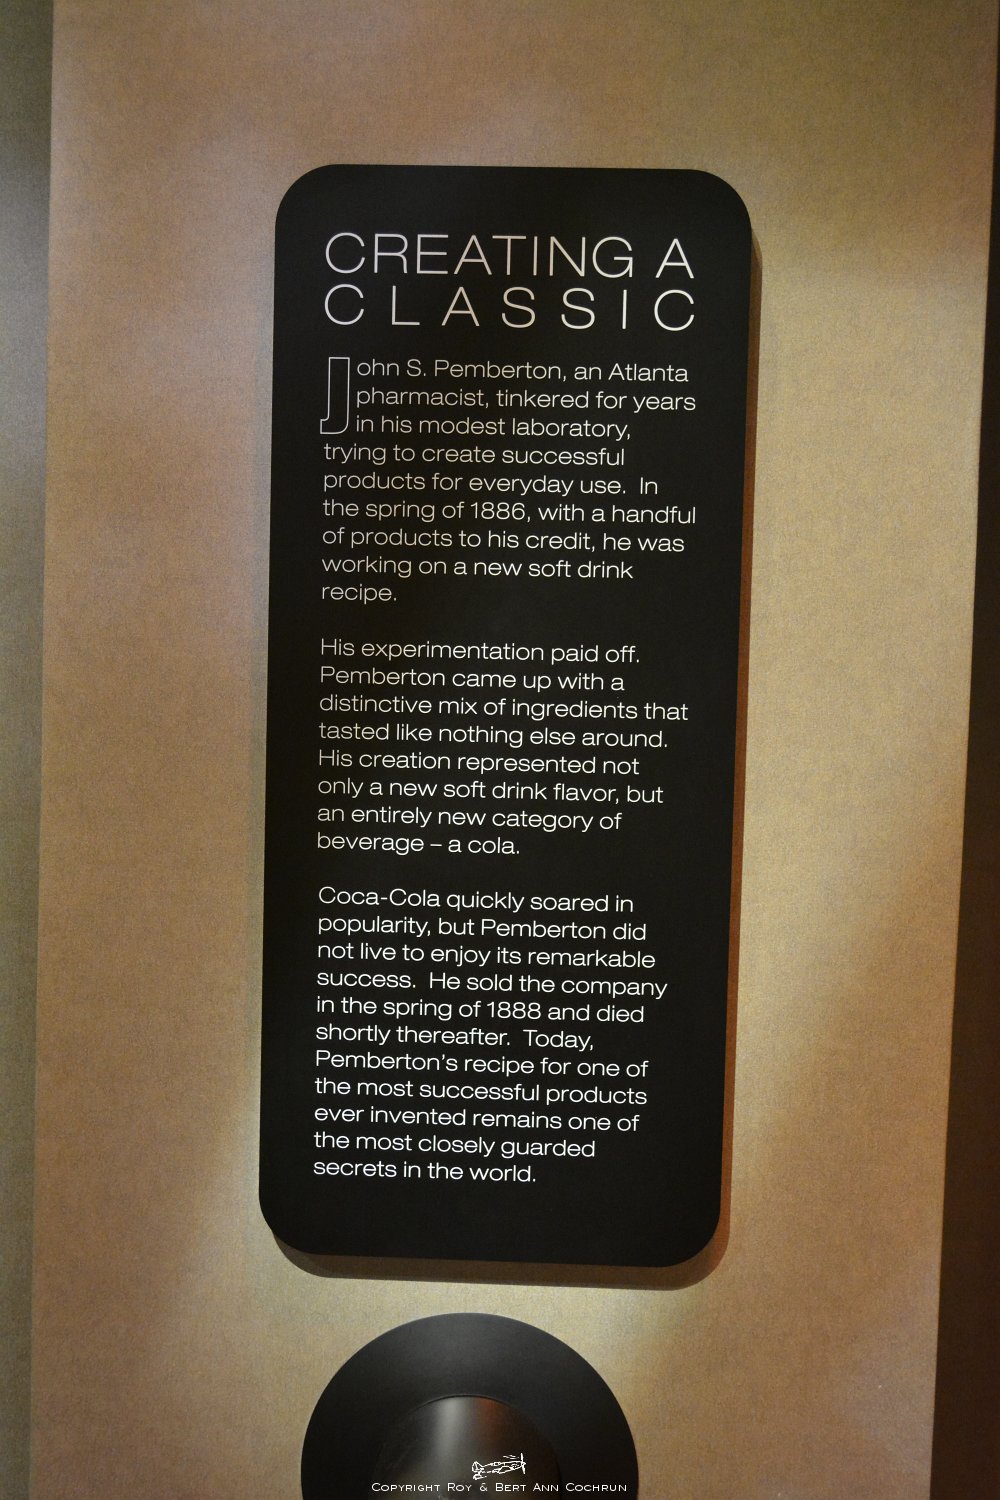 CREATING A
CLASSIC
John S. Pemberton, an Atlanta
pharmacist, tinkered for years
in his modest laboratory,
trying to create successful
products for everyday use.  In
the spring of 1886, with a handful
of products to his credit, he was
working on a new soft drink
recipe.
His experimentation paid off.
Pemberton came up with a
distinctive mix of ingredients that
tasted like nothing else around.
His creation represented not
only a new soft drink flavor, but
an entirely new category of
beverage – a cola.
Coca-Cola quickly soared in
popularity, but Pemberton did
not live to enjoy its remarkable
success.  He sold the company
in the spring of 1888 and died
shortly thereafter.  Today,
Pemberton's recipe for one of
the most successful products
ever invented remains one of
the most closely guarded
secrets in the world.
Copyright Roy & Bert Ann Cochrun